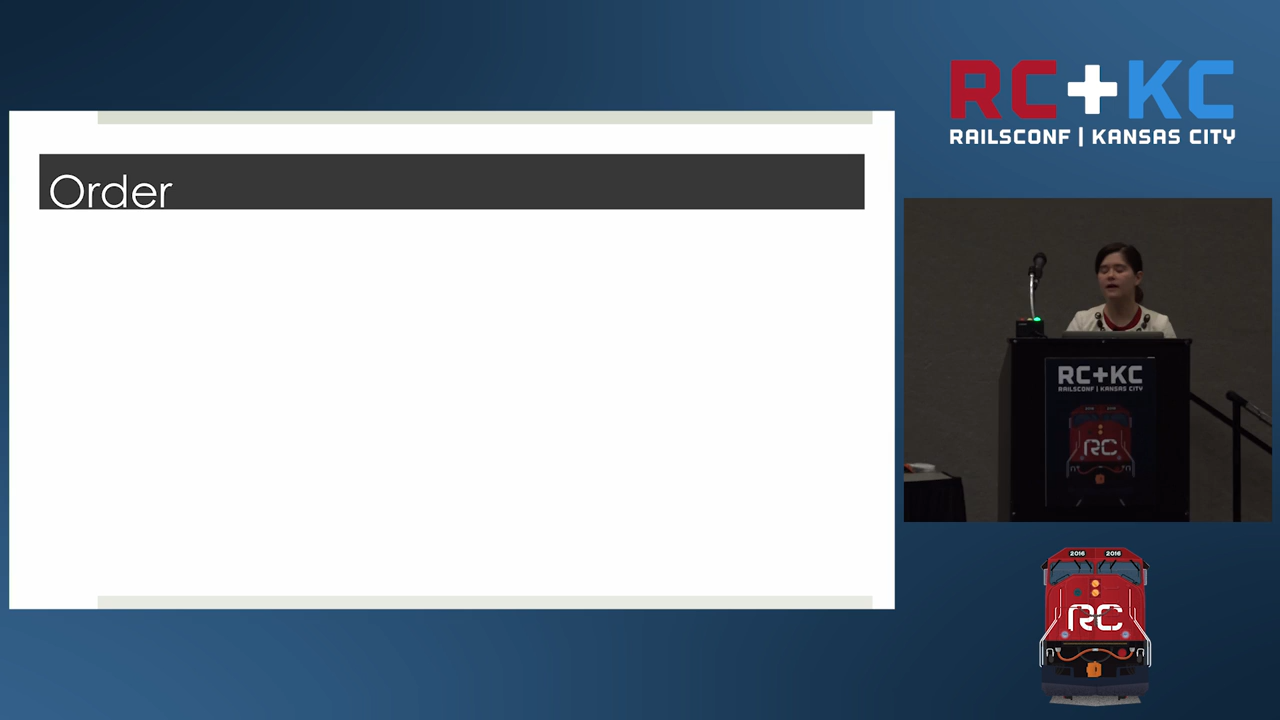 Order
RC+KC
RAILSCONF | KANSAS CITY
RC+KC
RAILSCONF | KANSAS CITY
RC
2016 2016
RC